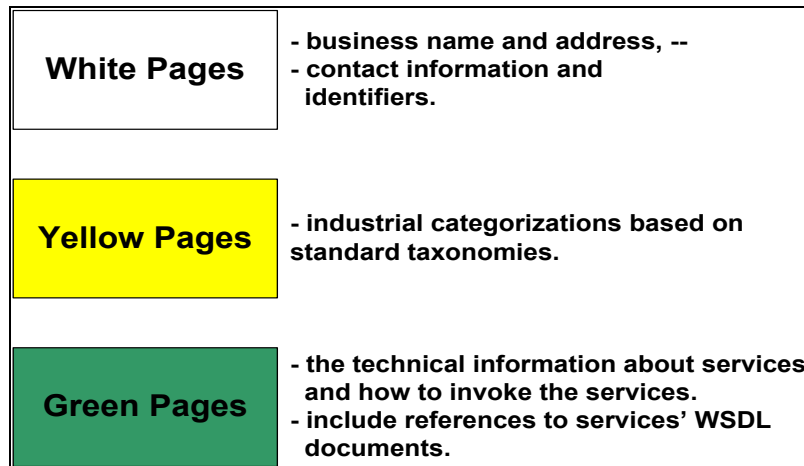 White Pages
- business name and address, --
- contact information and
identifiers.
Yellow Pages
- industrial categorizations based on
standard taxonomies.
Green Pages
- the technical information about services
and how to invoke the services.
- include references to services’ WSDL
documents.